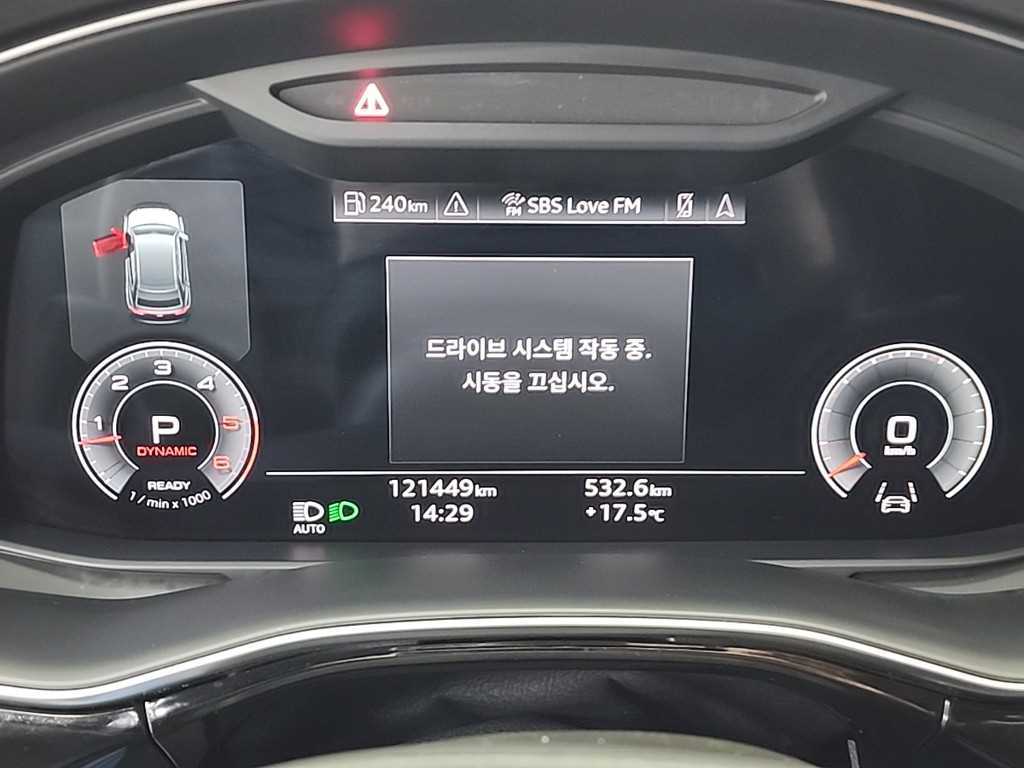 240km
FM SBS Love FM
드라이브 시스템 작동 중.
시동을 끄십시오.
1 2 3 4 5 6
P
DYNAMIC
READY
1/min x 1000
0
km/h
121449km
532.6km
AUTO
14:29
+17.5℃